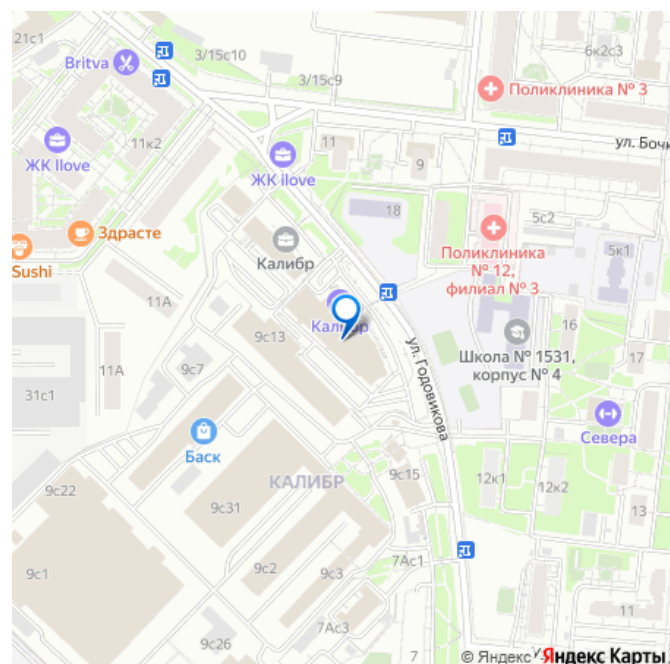 21с1
3/15с10
6к2с3
Britva
3/15с9
Поликлиника № 3
11к2
11
ул. Бочк
ЖК Ilove
ЖК ilove
9
18
5с2
Здрасте
Sushi
Калибр
Поликлиника
№ 12,
филиал № 3
5к1
11А
Калибр
9с13
ул. Годовикова
16
Школа № 1531,
корпус № 4
17
9с7
11А
31с1
Севера
Баск
КАЛИБР
9с15
12к1
12к2
9с22
9с31
13
7Ас1
9с1
9с2
9с3
7Ас3
11
9с26
7
© Яндекс
Яндекс Карты